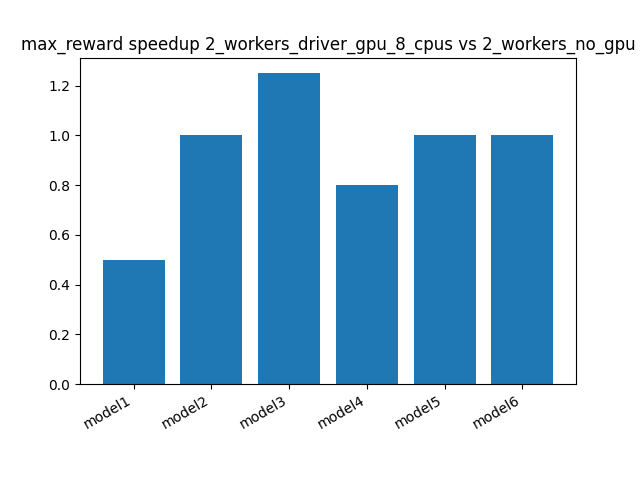 max_reward speedup 2_workers_driver_gpu_8_cpus vs 2_workers_no_gpu
1.2
1.0
0.8
0.6
0.4
0.2
0.0
model1
model2
model3
model4
model5
model6